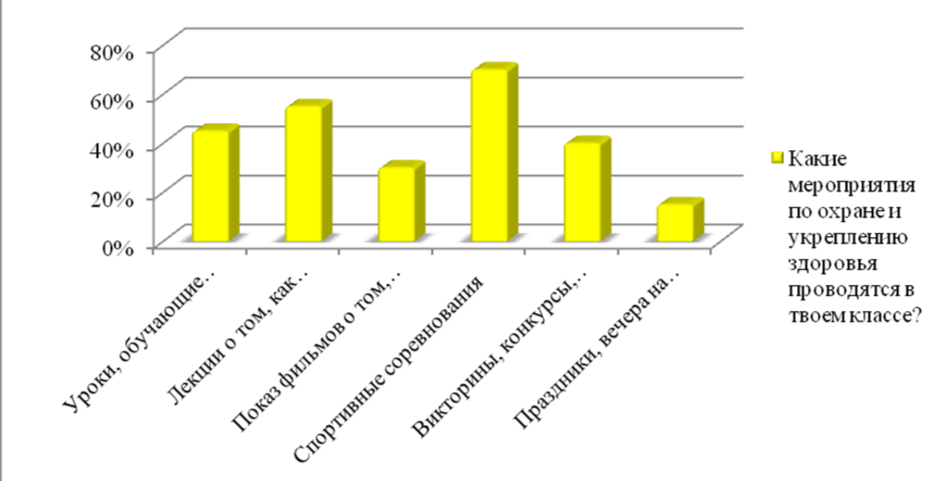 80%
60%
40%
20%
0%
Уроки, обучающие…
Лекции о том, как…
Показ фильмов о том,…
Спортивные соревнования
Викторины, конкурсы,…
Праздники, вечера на…
Какие
мероприятия
по охране и
укреплению
здоровья
проводятся в
твоем классе?